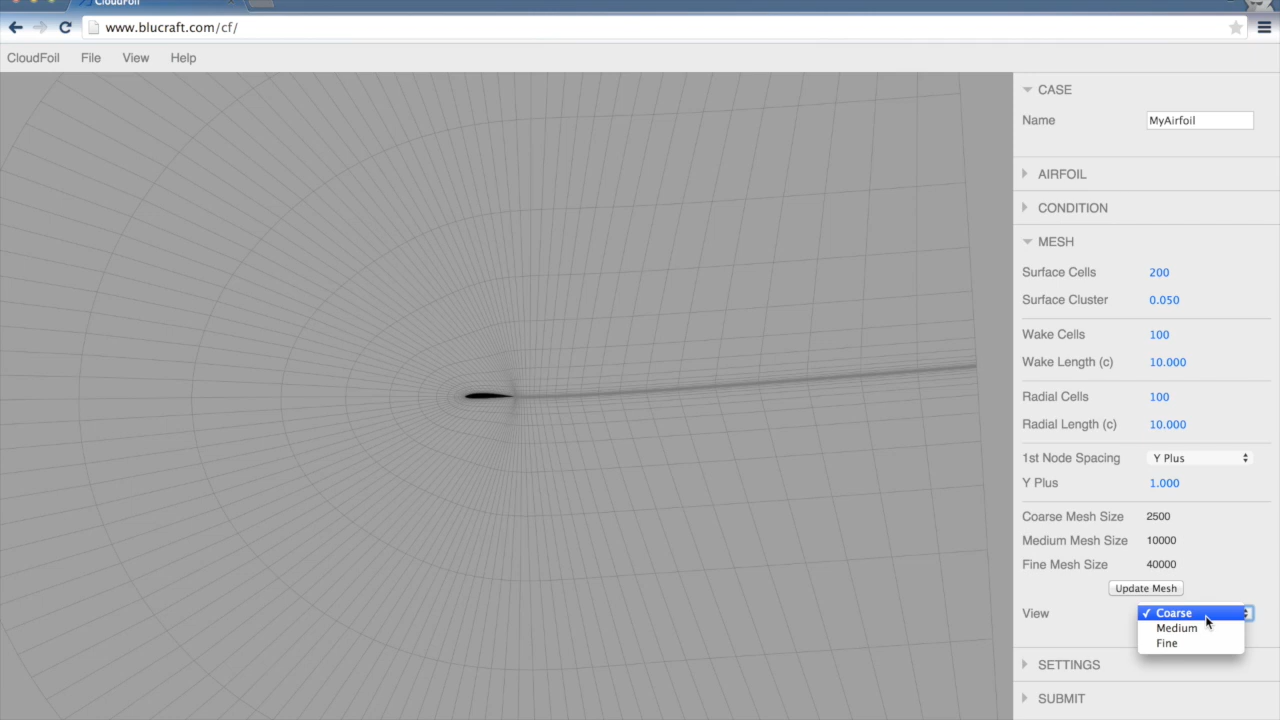 CloudFoil
www.blucraft.com/cf/
CloudFoil File View Help
CASE
Name MyAirfoil
AIRFOIL
CONDITION
MESH
Surface Cells 200
Surface Cluster 0.050
Wake Cells 100
Wake Length (c) 10.000
Radial Cells 100
Radial Length (c) 10.000
1st Node Spacing Y Plus
Y Plus 1.000
Coarse Mesh Size 2500
Medium Mesh Size 10000
Fine Mesh Size 40000
Update Mesh
View ✓ Coarse
Medium
Fine
SETTINGS
SUBMIT